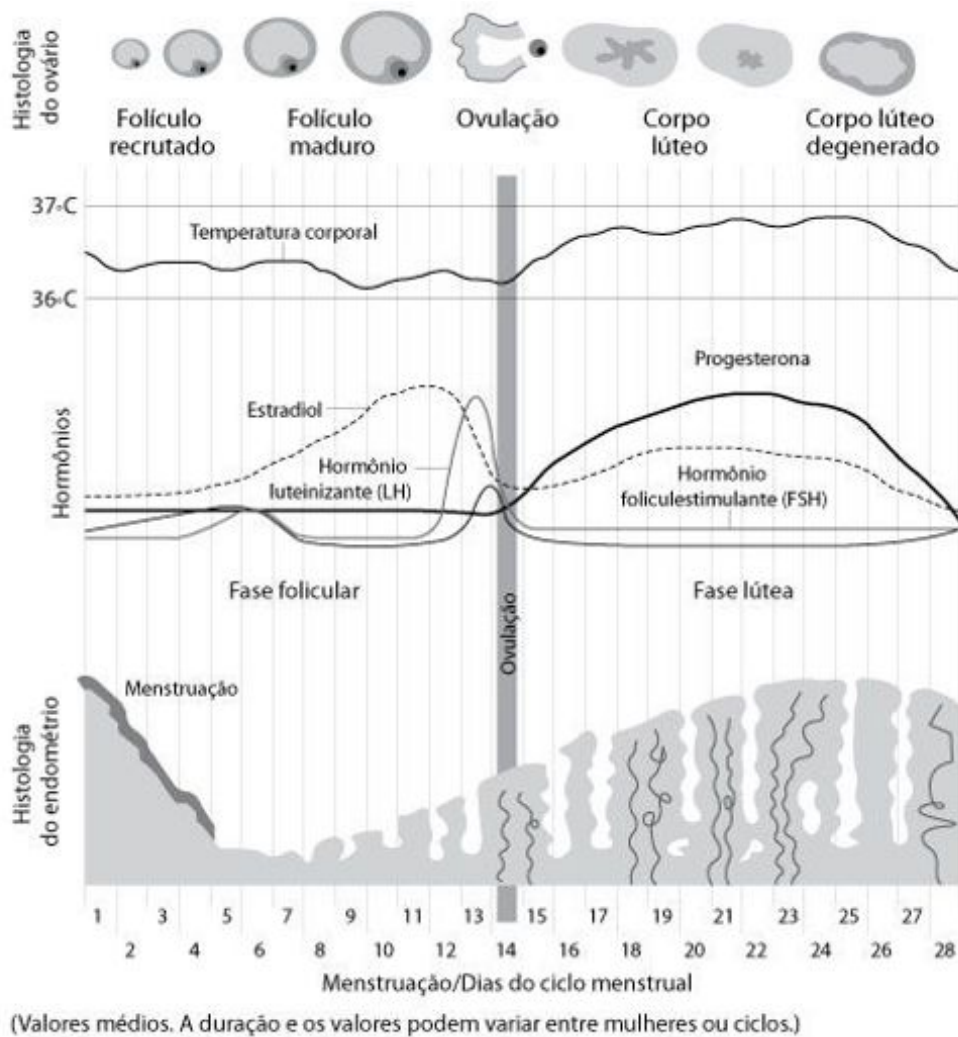 Histologia
do ovário
Folículo
recrutado
Folículo
maduro
Ovulação
Corpo
lúteo
Corpo lúteo
degenerado
37ºC
Temperatura corporal
36ºC
Hormônios
Progesterona
Estradiol
Hormônio
luteinizante (LH)
Hormônio
foliculestimulante (FSH)
Fase folicular
Ovulação
Fase lútea
Histologia
do endométrio
Menstruação
1 3 5 7 9 11 13 15 17 19 21 23 25 27
2 4 6 8 10 12 14 16 18 20 22 24 26 28
Menstruação/Dias do ciclo menstrual
(Valores médios. A duração e os valores podem variar entre mulheres ou ciclos.)